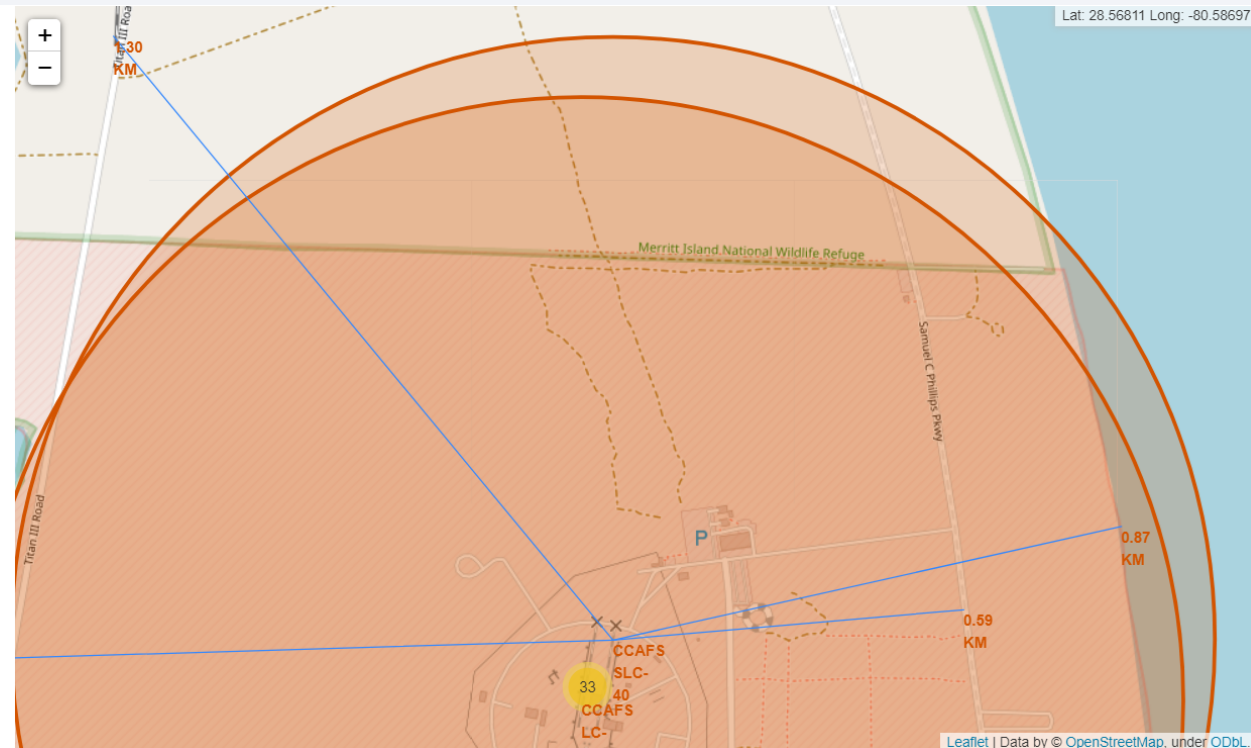 Lat: 28.56811 Long: -80.58697
+
−
Titan III Road
KM
Merritt Island National Wildlife Refuge
Samuel C Phillips Pkwy
Titan III Road
P
0.87
KM
0.59
KM
CCAFS
SLC-
40
33
CCAFS
LC-
Leaflet | Data by © OpenStreetMap, under ODbL.